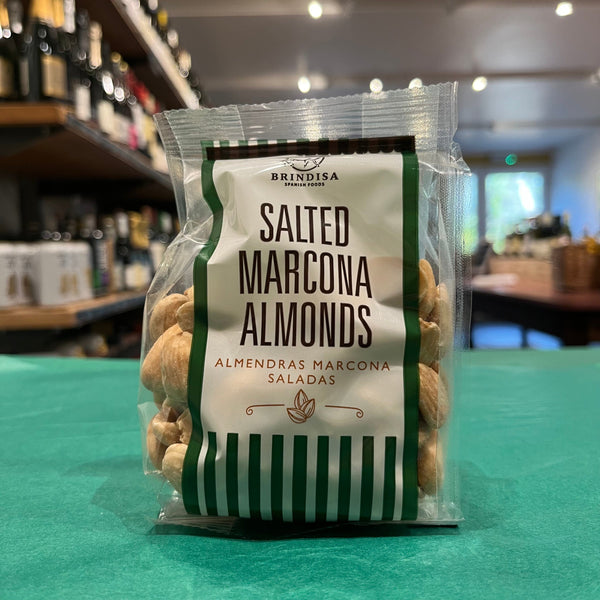 BRINDISA
SPANISH FOODS
SALTED
MARCONA
ALMONDS
ALMENDRAS MARCONA
SALADAS